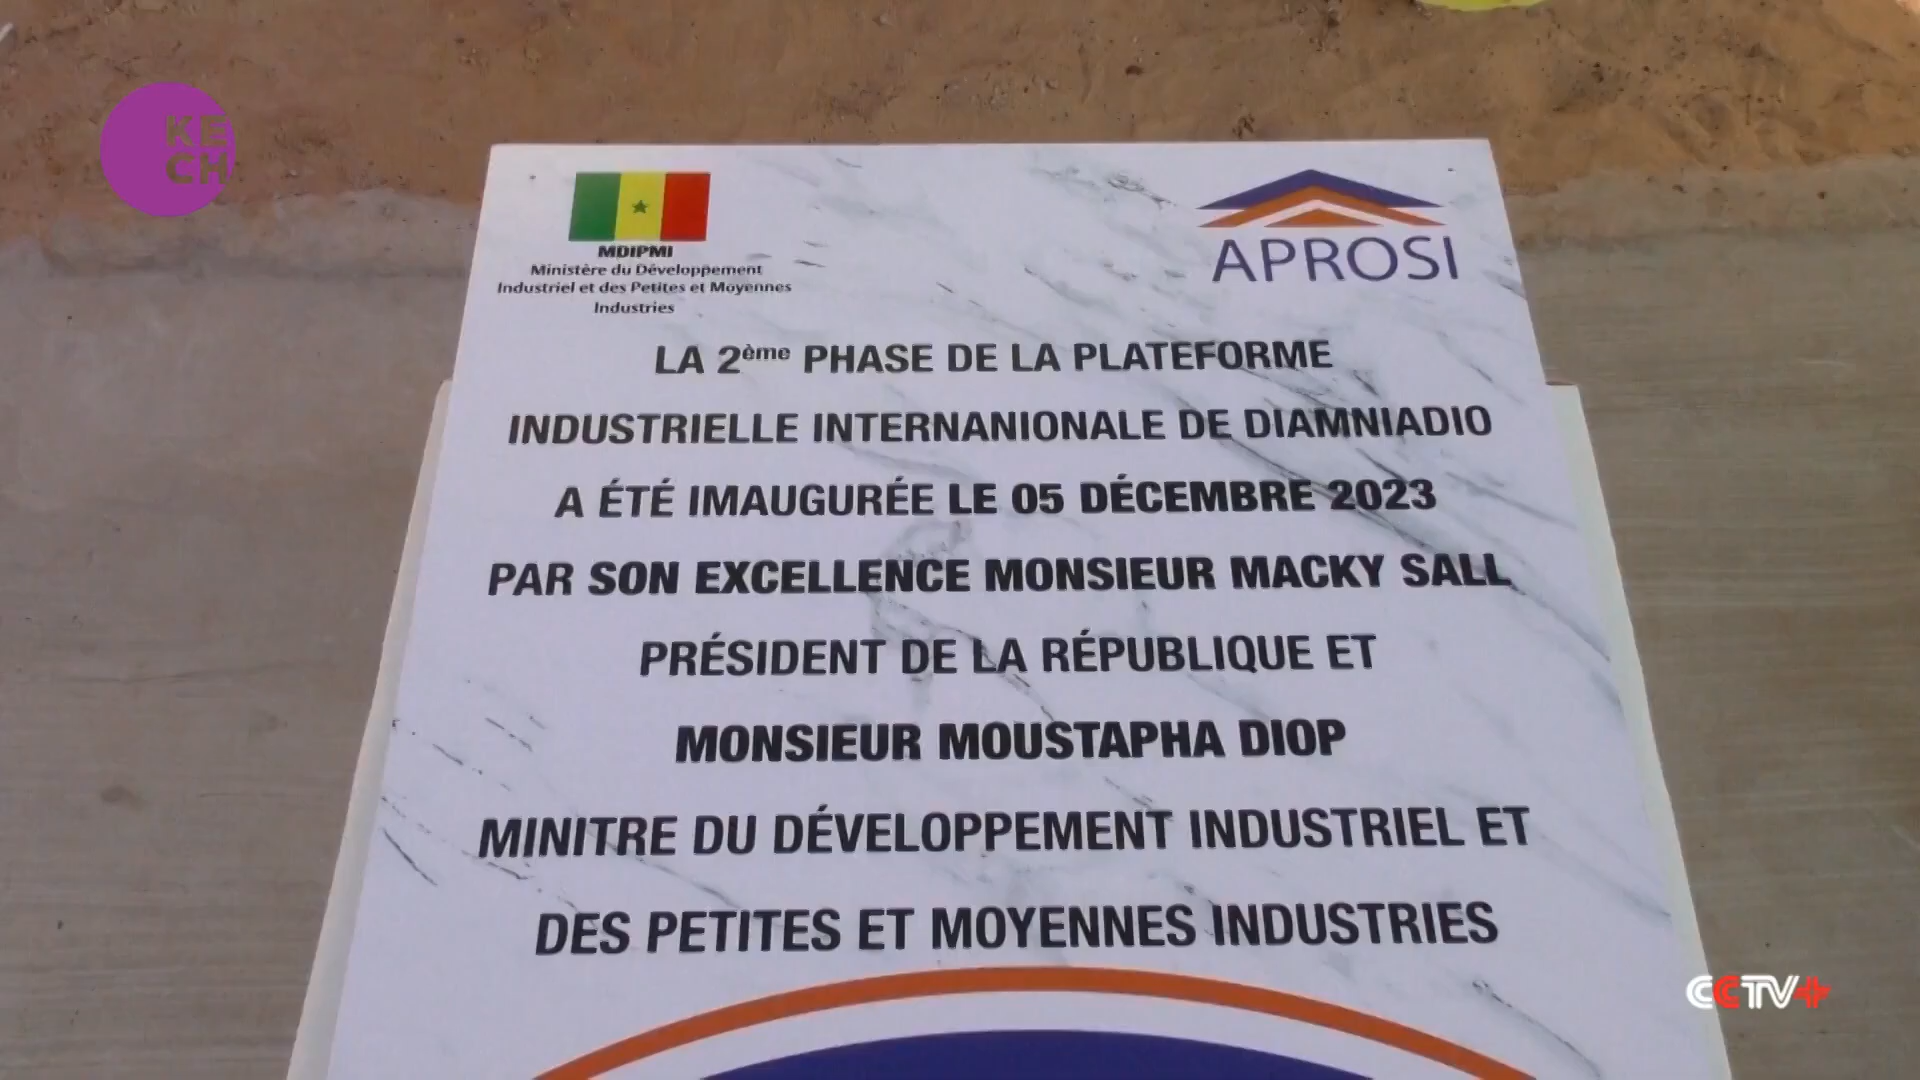 KE
CH
MDIPMI
Ministère du Développement
Industriel et des Petites et Moyennes
Industries
APROSI
LA 2ème PHASE DE LA PLATEFORME
INDUSTRIELLE INTERNANIONALE DE DIAMNIADIO
A ÉTÉ IMAUGURÉE LE 05 DÉCEMBRE 2023
PAR SON EXCELLENCE MONSIEUR MACKY SALL
PRÉSIDENT DE LA RÉPUBLIQUE ET
MONSIEUR MOUSTAPHA DIOP
MINITRE DU DÉVELOPPEMENT INDUSTRIEL ET
DES PETITES ET MOYENNES INDUSTRIES
CCTV+